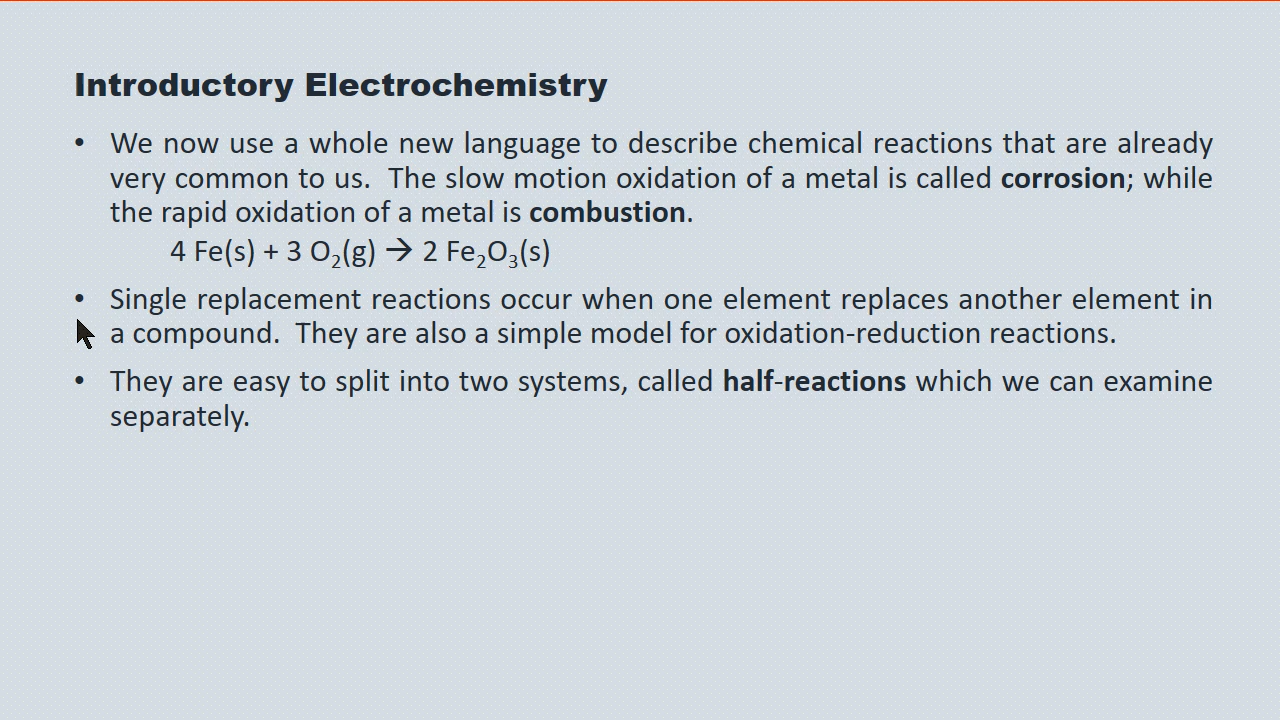 Introductory Electrochemistry
• We now use a whole new language to describe chemical reactions that are already
very common to us.  The slow motion oxidation of a metal is called corrosion; while
the rapid oxidation of a metal is combustion.
4 Fe(s) + 3 O₂(g) → 2 Fe₂O₃(s)
• Single replacement reactions occur when one element replaces another element in
a compound.  They are also a simple model for oxidation-reduction reactions.
• They are easy to split into two systems, called half-reactions which we can examine
separately.